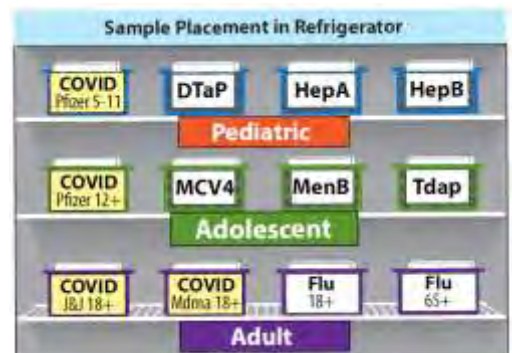 Sample Placement in Refrigerator
COVID DTaP HepA HepB
Pfizer 5-11
Pediatric
COVID MCV4 MenB Tdap
Pfizer 12+
Adolescent
COVID COVID Flu Flu
J&J 18+ Mdrna 18+ 18+ 65+
Adult